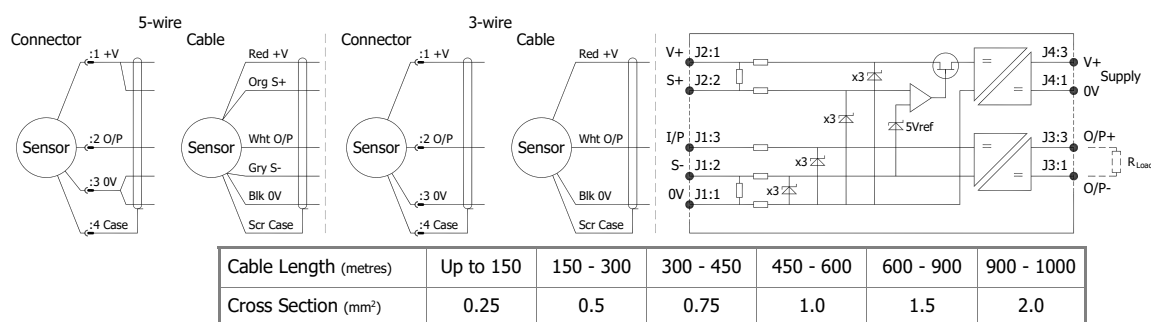 5-wire
3-wire
Connector
Cable
Connector
Cable
:1 +V
Red +V
Org S+
:2 O/P
Sensor
Sensor
Wht O/P
Gry S-
:3 0V
Blk 0V
:4 Case
Scr Case
:1 +V
Red +V
:2 O/P
Sensor
Sensor
Wht O/P
:3 0V
Blk 0V
:4 Case
Scr Case
V+ J2:1
S+ J2:2
x3
x3
5Vref
J4:3 V+
Supply
J4:1 0V
I/P J1:3
S- J1:2
x3
x3
0V J1:1
J3:3 O/P+
RLoad
J3:1
O/P-
Cable Length (metres) Up to 150 150 - 300 300 - 450 450 - 600 600 - 900 900 - 1000
Cross Section (mm²) 0.25 0.5 0.75 1.0 1.5 2.0